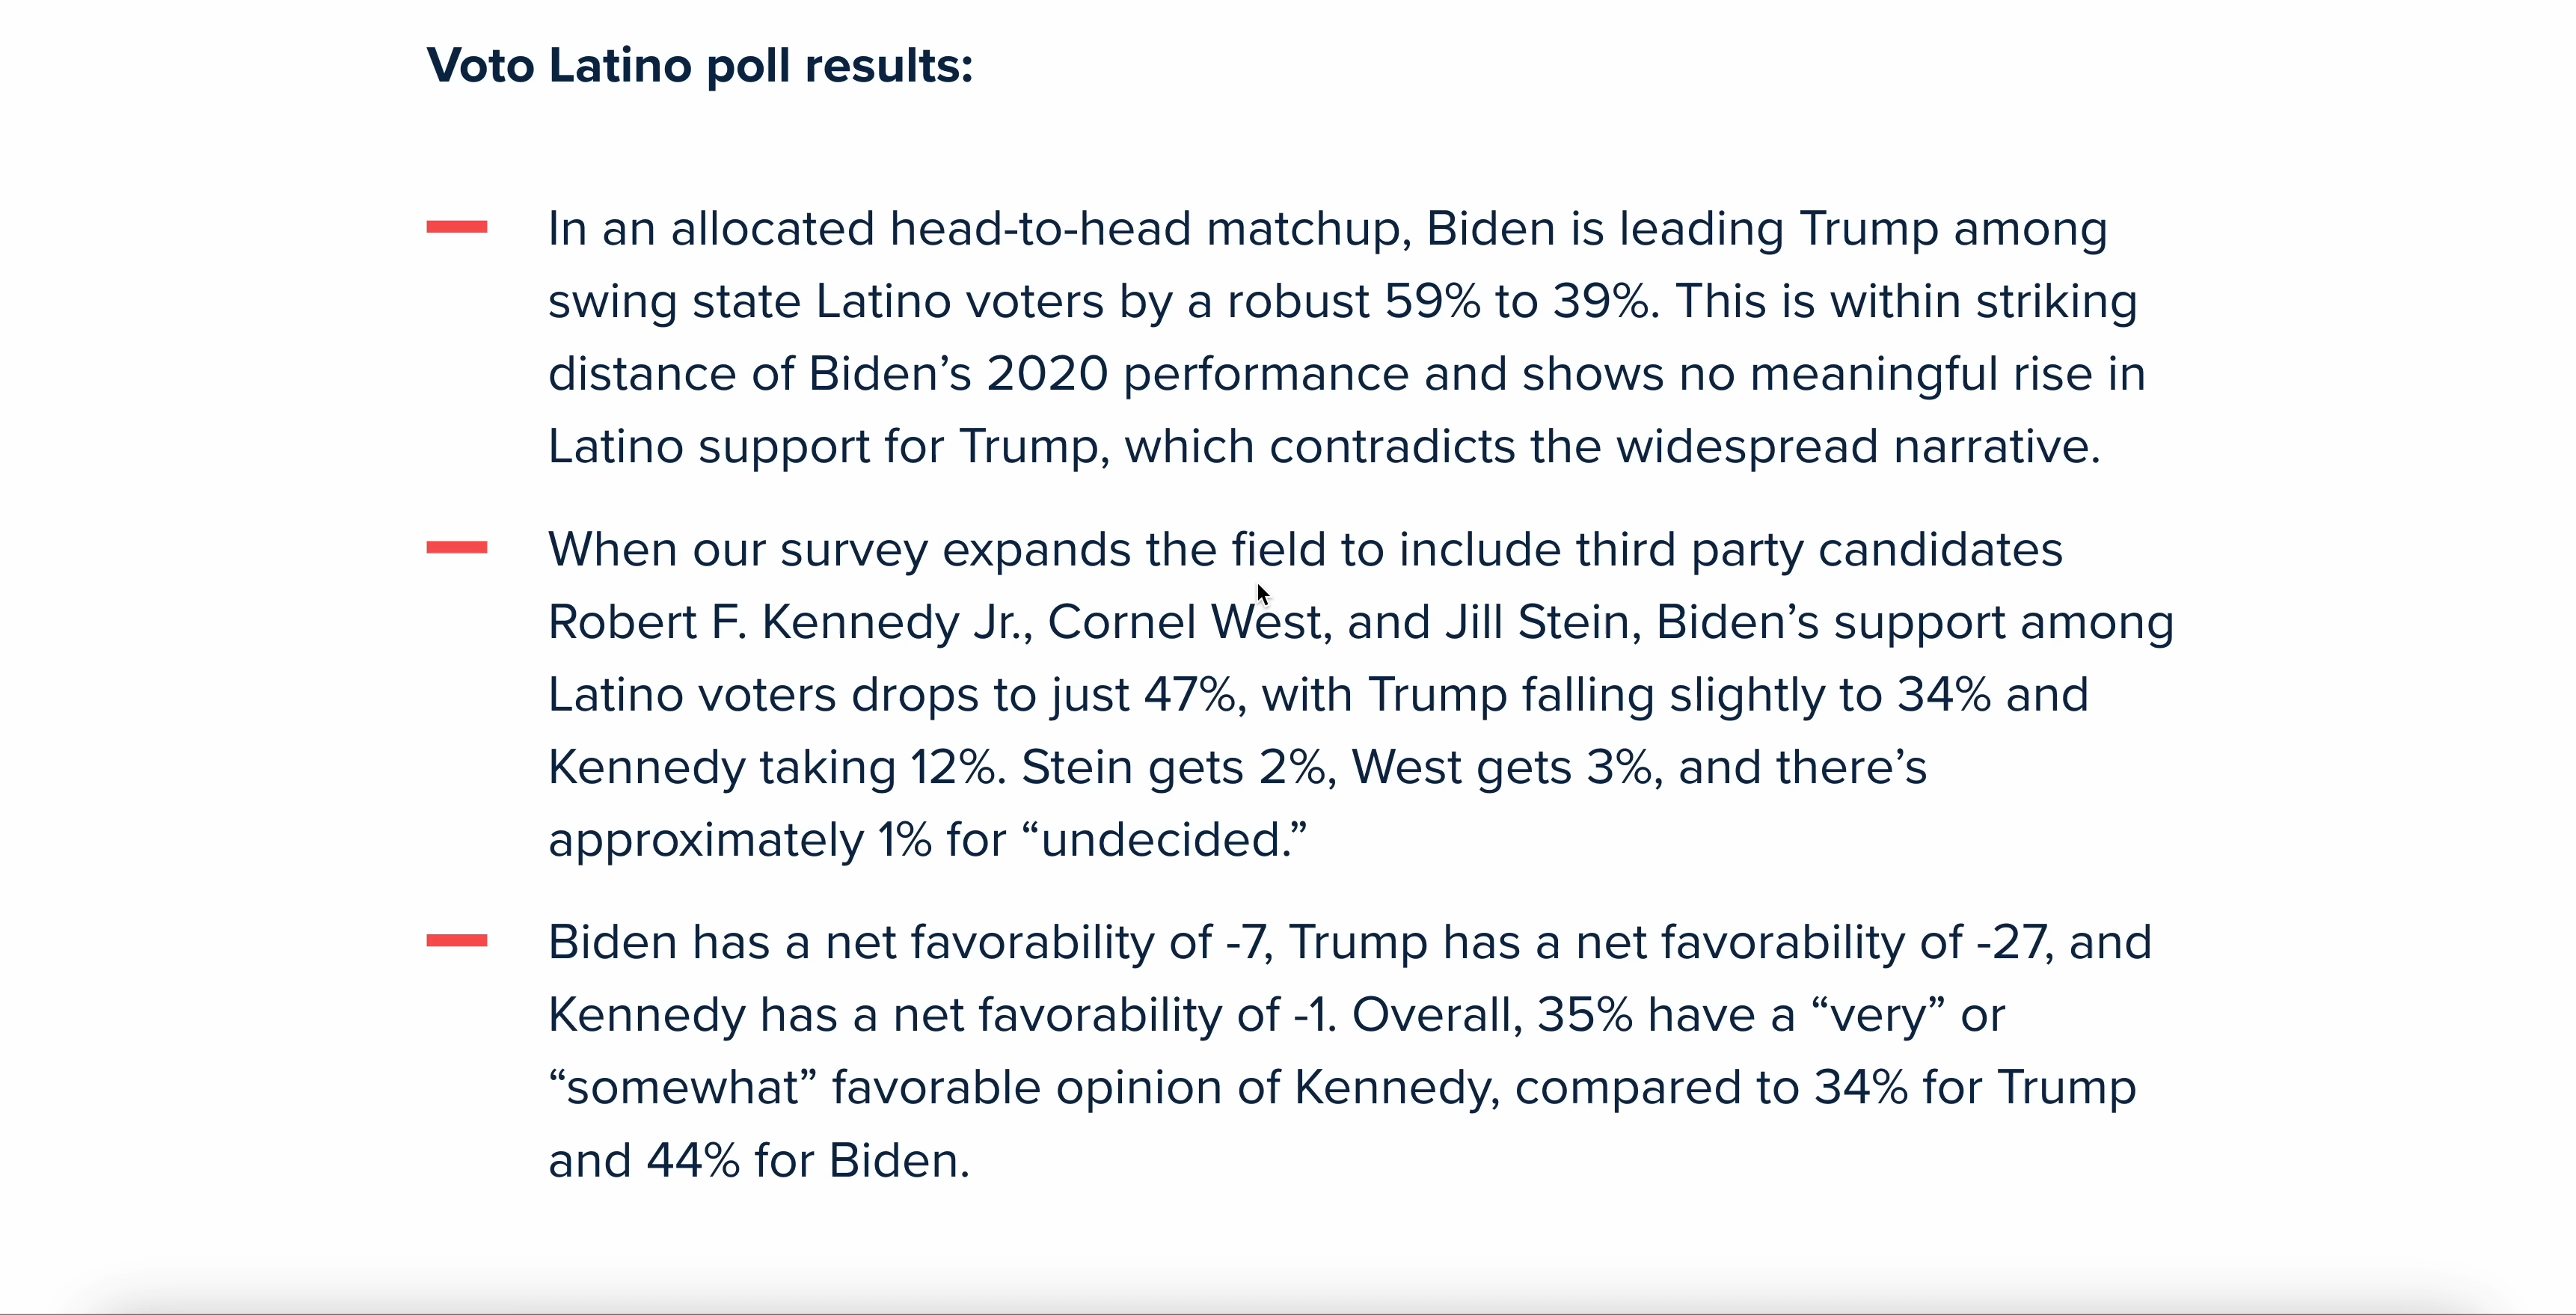 Voto Latino poll results:
In an allocated head-to-head matchup, Biden is leading Trump among
swing state Latino voters by a robust 59% to 39%. This is within striking
distance of Biden’s 2020 performance and shows no meaningful rise in
Latino support for Trump, which contradicts the widespread narrative.
When our survey expands the field to include third party candidates
Robert F. Kennedy Jr., Cornel West, and Jill Stein, Biden’s support among
Latino voters drops to just 47%, with Trump falling slightly to 34% and
Kennedy taking 12%. Stein gets 2%, West gets 3%, and there’s
approximately 1% for “undecided.”
Biden has a net favorability of -7, Trump has a net favorability of -27, and
Kennedy has a net favorability of -1. Overall, 35% have a “very” or
“somewhat” favorable opinion of Kennedy, compared to 34% for Trump
and 44% for Biden.